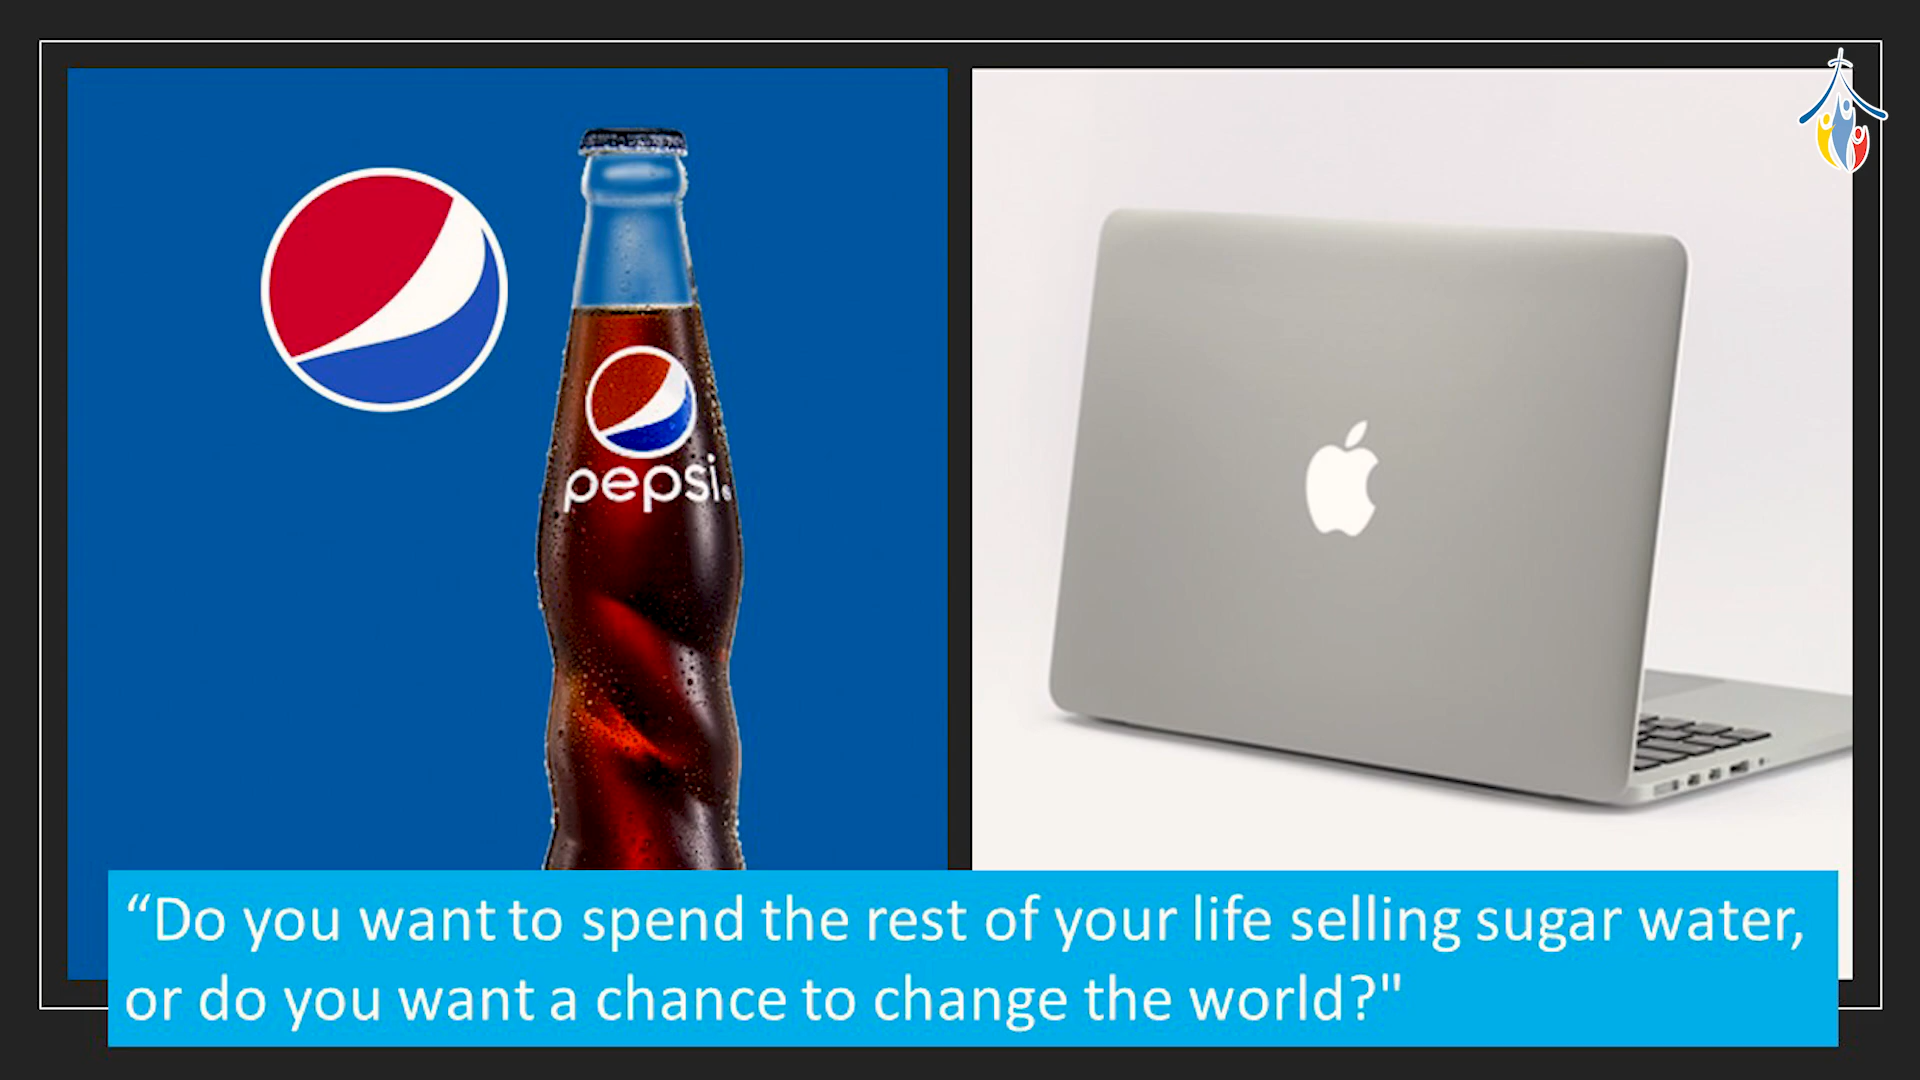 pepsi.
“Do you want to spend the rest of your life selling sugar water,
or do you want a chance to change the world?"